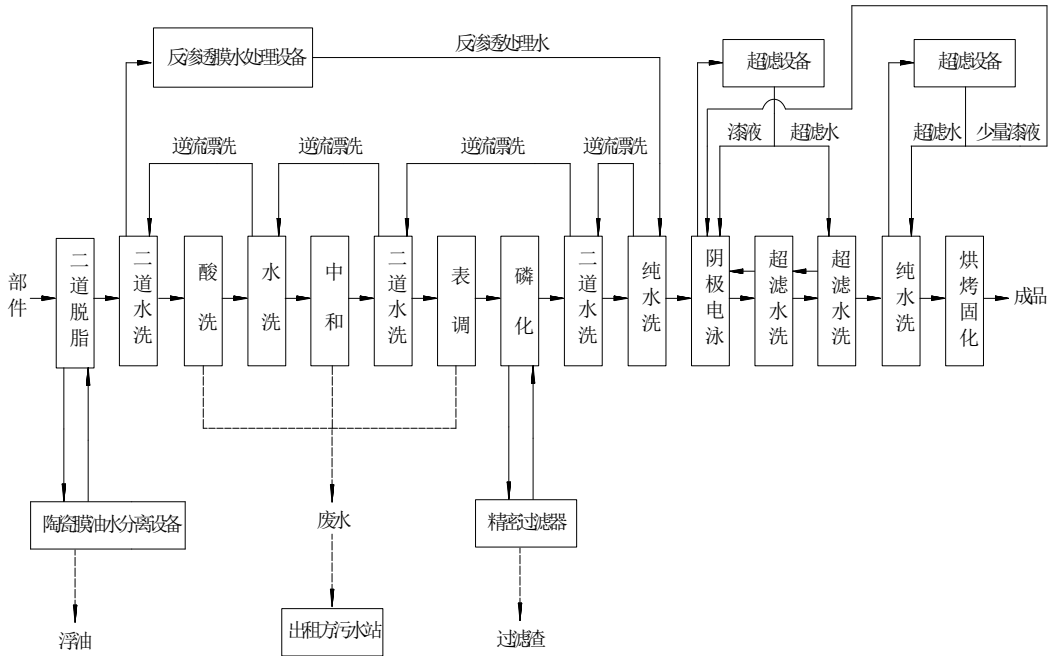 反渗透膜水处理设备
反渗透处理水
超滤设备
超滤设备
漆液
超滤水
超滤水
少量漆液
逆流漂洗
逆流漂洗
逆流漂洗
逆流漂洗
部件
二道脱脂
二道水洗
酸洗
水洗
中和
二道水洗
表调
磷化
二道水洗
纯水洗
阴极电泳
超滤水洗
超滤水洗
纯水洗
烘烤固化
成品
陶瓷膜油水分离设备
废水
精密过滤器
浮油
出租方污水站
过滤渣